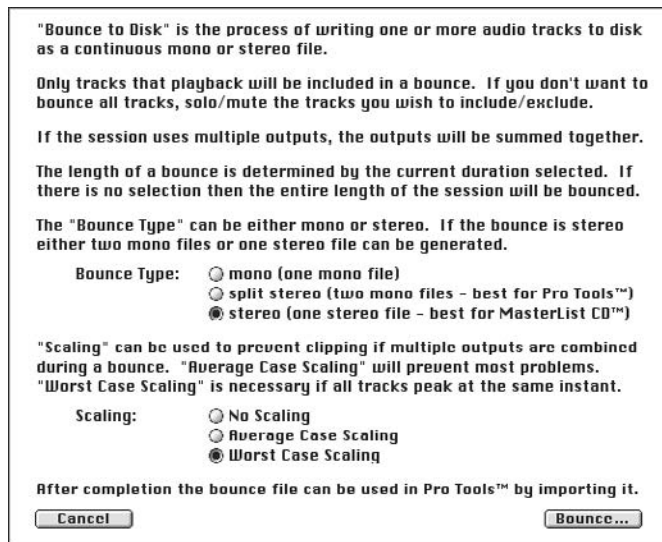 "Bounce to Disk" is the process of writing one or more audio tracks to disk
as a continuous mono or stereo file.
Only tracks that playback will be included in a bounce. If you don't want to
bounce all tracks, solo/mute the tracks you wish to include/exclude.
If the session uses multiple outputs, the outputs will be summed together.
The length of a bounce is determined by the current duration selected. If
there is no selection then the entire length of the session will be bounced.
The "Bounce Type" can be either mono or stereo. If the bounce is stereo
either two mono files or one stereo file can be generated.
Bounce Type: mono (one mono file)
split stereo (two mono files - best for Pro Tools™)
stereo (one stereo file - best for MasterList CD™)
"Scaling" can be used to prevent clipping if multiple outputs are combined
during a bounce. "Average Case Scaling" will prevent most problems.
"Worst Case Scaling" is necessary if all tracks peak at the same instant.
Scaling: No Scaling
Average Case Scaling
Worst Case Scaling
After completion the bounce file can be used in Pro Tools™ by importing it.
Cancel Bounce...